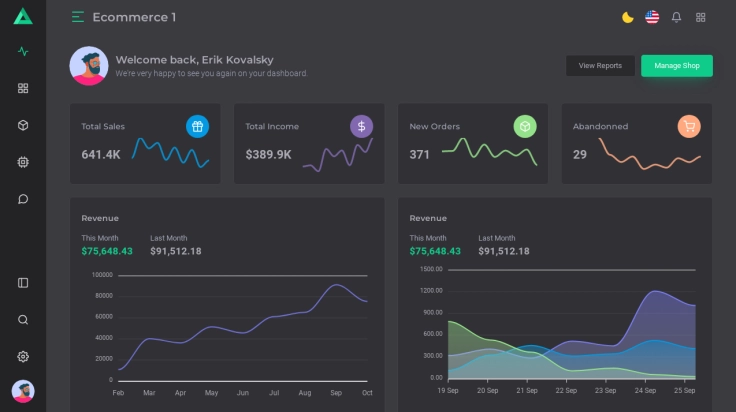 Ecommerce 1
Welcome back, Erik Kovalsky
We're very happy to see you again on your dashboard.
View Reports
Manage Shop
Total Sales
641.4K
Total Income
$389.9K
New Orders
371
Abandonned
29
Revenue
This Month Last Month
$75,648.43 $91,512.18
100000
80000
60000
40000
20000
0
Feb Mar Apr May Jun Jul Aug Sep Oct
Revenue
This Month Last Month
$75,648.43 $91,512.18
1500.00
1200.00
900.00
600.00
300.00
0.00
19 Sep 20 Sep 21 Sep 22 Sep 23 Sep 24 Sep 25 Sep